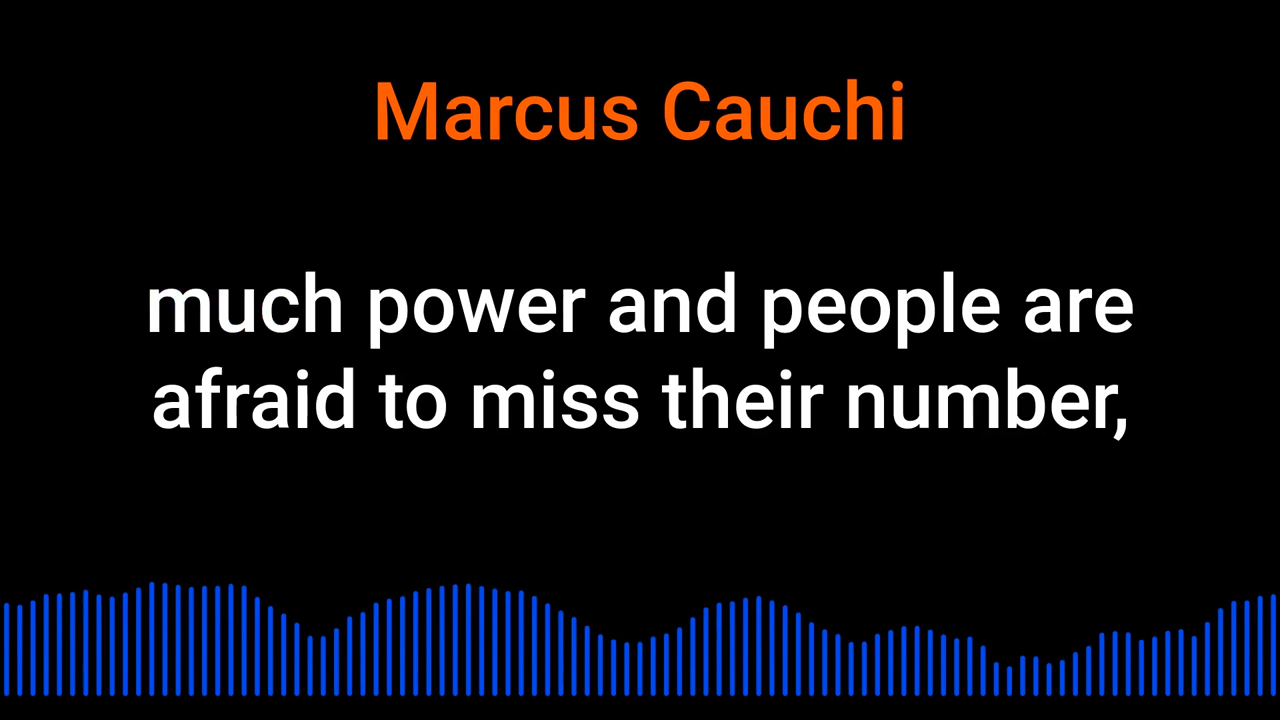 Marcus Cauchi
much power and people are
afraid to miss their number,